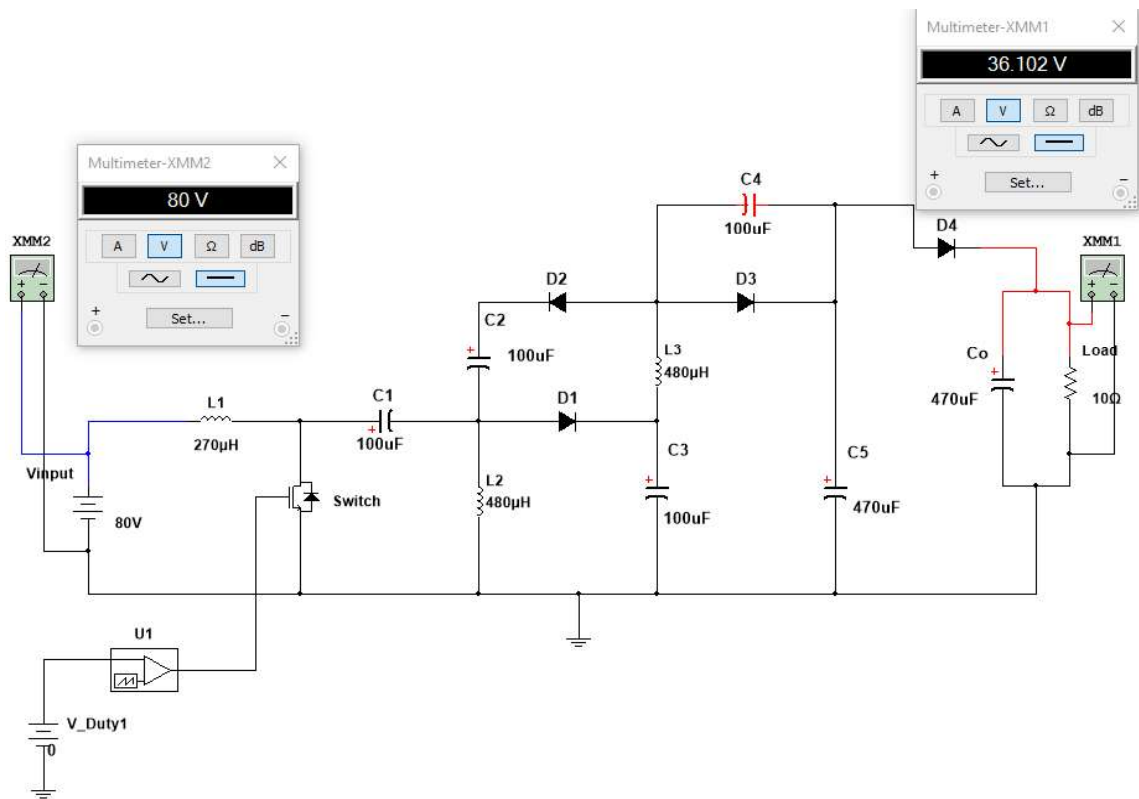 Multimeter-XMM1
36.102 V
A V Ω dB
+ Set... −
Multimeter-XMM2
80 V
A V Ω dB
+ Set... −
XMM2
+ −
C4
100uF
D4
XMM1
+ −
D2
D3
C2
+
100uF
L3
480µH
Co
+
470uF
Load
10Ω
L1
270µH
C1
+
100uF
D1
C3
+
100uF
C5
+
470uF
Vinput
80V
L2
480µH
Switch
U1
V_Duty1
0